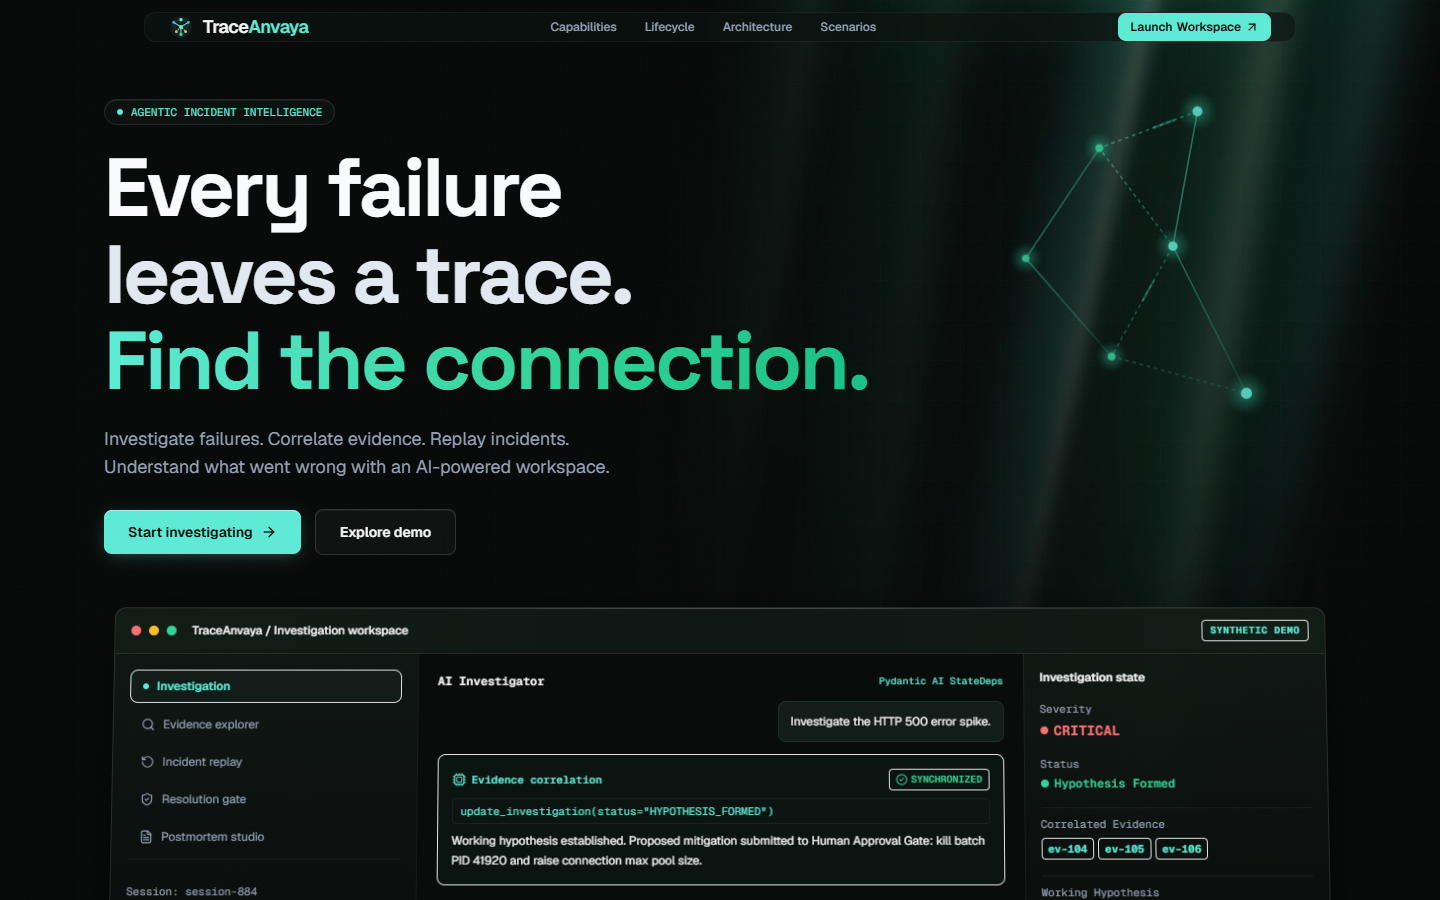 TraceAnvaya
Capabilities
Lifecycle
Architecture
Scenarios
Launch Workspace
AGENTIC INCIDENT INTELLIGENCE
Every failure
leaves a trace.
Find the connection.
Investigate failures. Correlate evidence. Replay incidents.
Understand what went wrong with an AI-powered workspace.
Start investigating
Explore demo
TraceAnvaya / Investigation workspace
SYNTHETIC DEMO
Investigation
Evidence explorer
Incident replay
Resolution gate
Postmortem studio
Session: session-884
AI Investigator
Pydantic AI StateDeps
Investigate the HTTP 500 error spike.
Evidence correlation
SYNCHRONIZED
update_investigation(status="HYPOTHESIS_FORMED")
Working hypothesis established. Proposed mitigation submitted to Human Approval Gate: kill batch
PID 41920 and raise connection max pool size.
Investigation state
Severity
CRITICAL
Status
Hypothesis Formed
Correlated Evidence
ev-104
ev-105
ev-106
Working Hypothesis